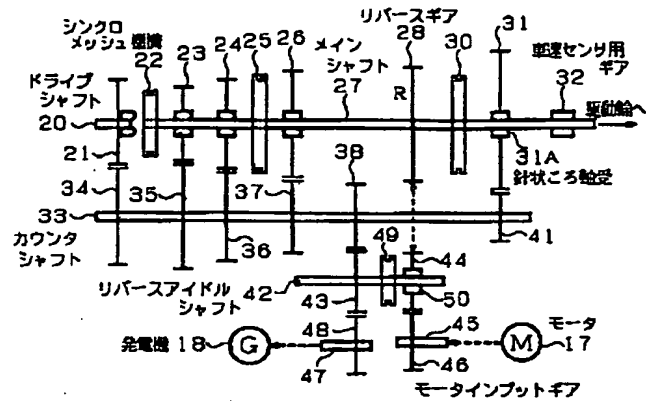 シンクロ
メッシュ機構
22
23
24
25
26
メイン
シャフト
27
リバースギア
28
R
30
31
車速センサ用
ギア
32
駆動輪へ
ドライブ
シャフト
20
21
34
35
36
37
38
31A
針状ころ軸受
33
カウンタ
シャフト
41
リバースアイドル
シャフト
42
43
49
44
50
発電機 18
G
48
47
45
46
M
モータ
17
モータインプットギア